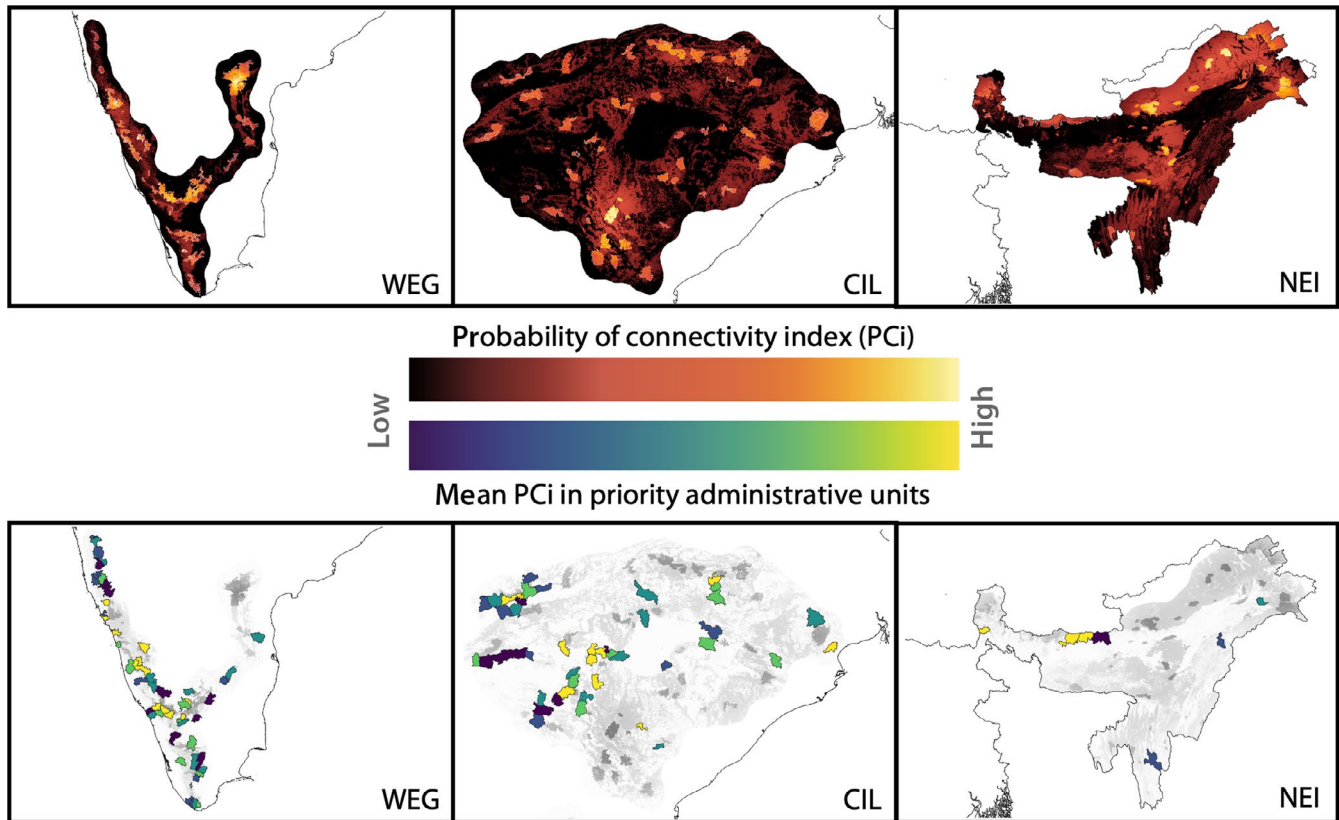 WEG
CIL
NEI
Probability of connectivity index (PCi)
Low
High
Mean PCi in priority administrative units
WEG
CIL
NEI